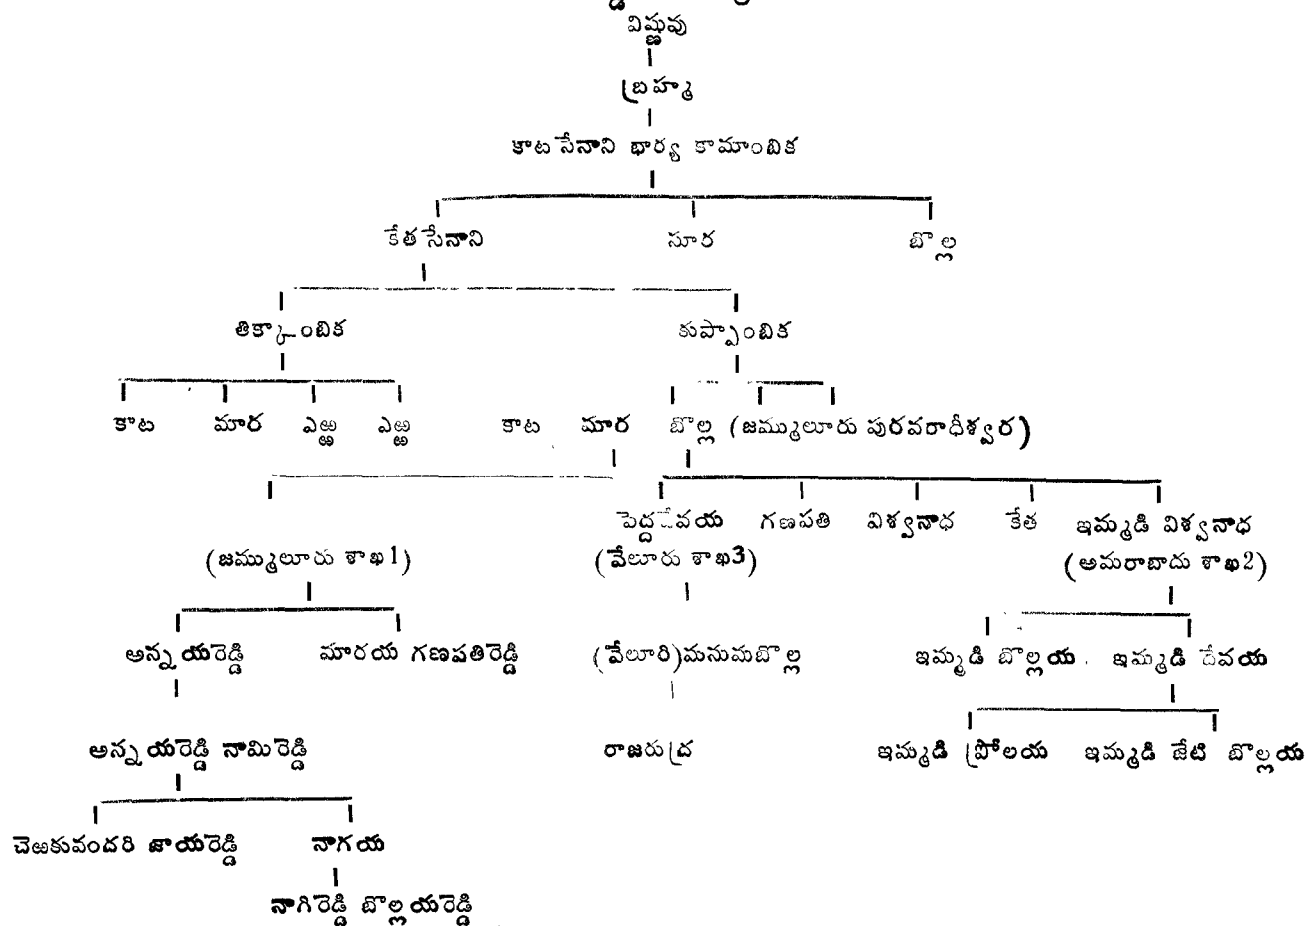 విష్ణువు
బ్రహ్మ
కాటసేనాని భార్య కామాంబిక
కేతసేనాని సూర బొల్ల
తిక్కాంబిక కుప్పాంబిక
కాట మార ఎఱ్ఱ ఎఱ్ఱ కాట మార బొల్ల (జమ్ములూరు పురవరాధీశ్వర)
పెద్దదేవయ గణపతి విశ్వనాధ కేత ఇమ్మడి విశ్వనాధ
(జమ్ములూరు శాఖ1) (వేలూరు శాఖ3) (అమరాబాదు శాఖ2)
అన్నయరెడ్డి మారయ గణపతిరెడ్డి (వేలూరి)మనుమబొల్ల ఇమ్మడి బొల్లయ ఇమ్మడి దేవయ
అన్నయరెడ్డి నామిరెడ్డి రాజరుద్ర ఇమ్మడి ప్రోలయ ఇమ్మడి జేటి బొల్లయ
చెఱకువందరి జాయరెడ్డి నాగయ
నాగిరెడ్డి బొల్లయరెడ్డి